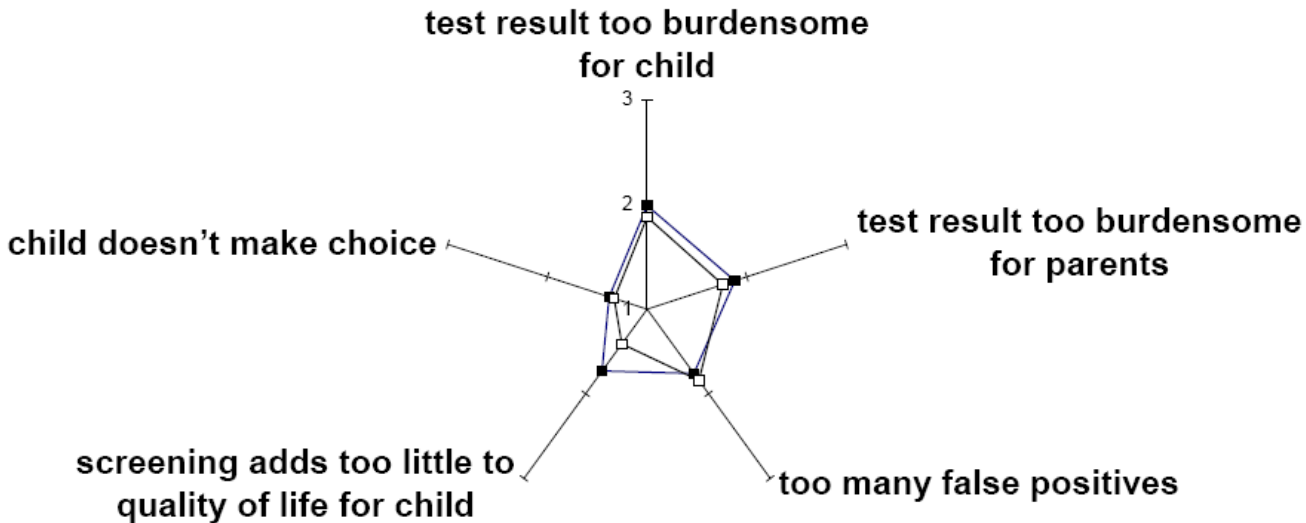 test result too burdensome
for child
3
2
1
test result too burdensome
for parents
child doesn't make choice
screening adds too little to
quality of life for child
too many false positives